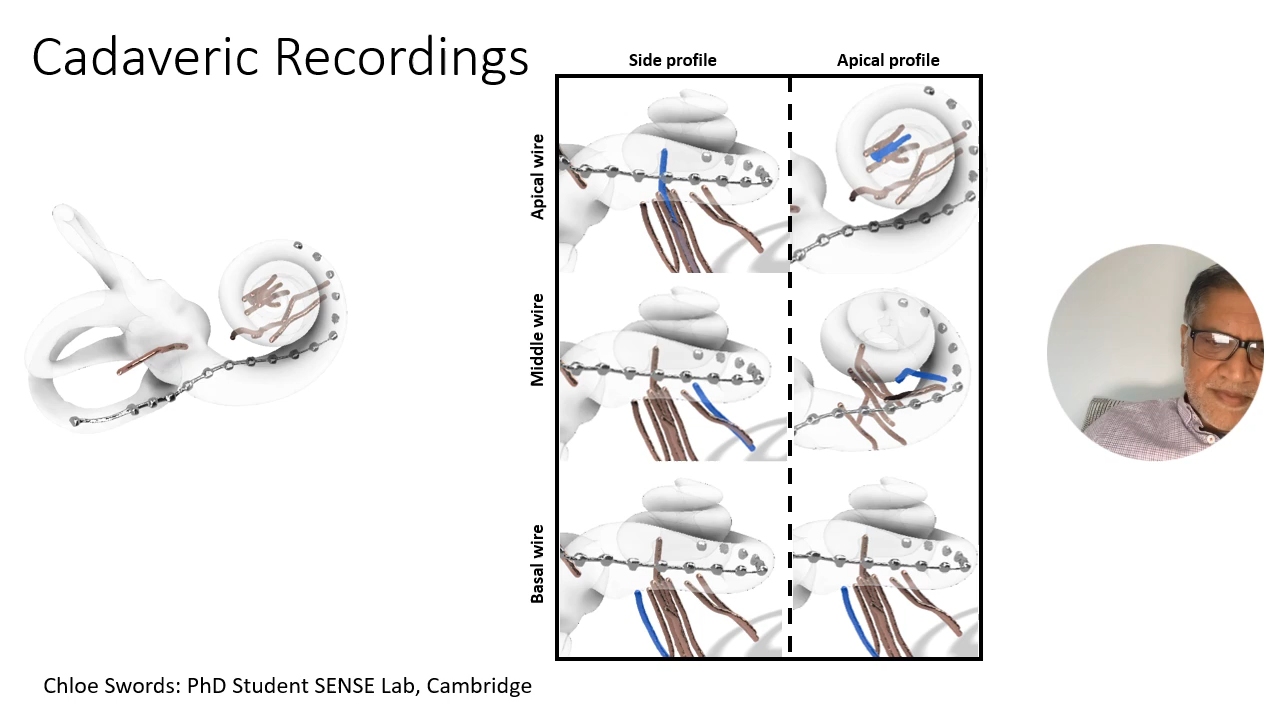 Cadaveric Recordings
Side profile
Apical profile
Apical wire
Middle wire
Basal wire
Chloe Swords: PhD Student SENSE Lab, Cambridge